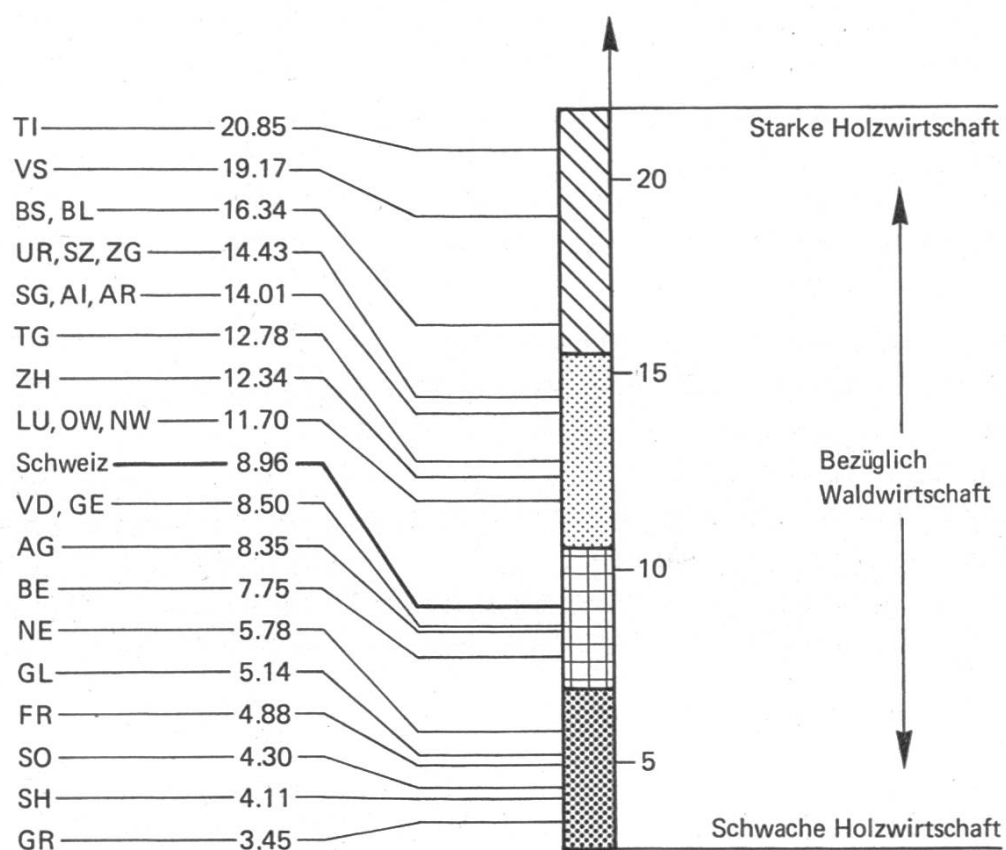 TI 20.85
VS 19.17
BS, BL 16.34
UR, SZ, ZG 14.43
SG, AI, AR 14.01
TG 12.78
ZH 12.34
LU, OW, NW 11.70
Schweiz 8.96
VD, GE 8.50
AG 8.35
BE 7.75
NE 5.78
GL 5.14
FR 4.88
SO 4.30
SH 4.11
GR 3.45
20
15
10
5
Starke Holzwirtschaft
Bezüglich
Waldwirtschaft
Schwache Holzwirtschaft